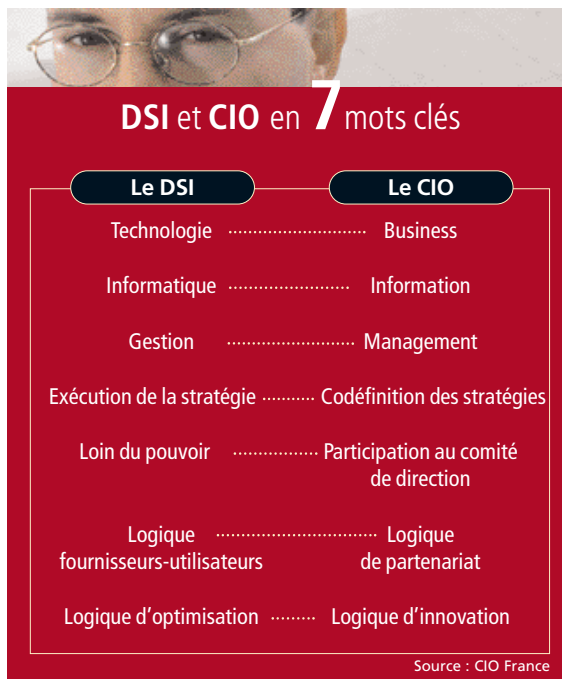 DSI et CIO en 7 mots clés
Le DSI Le CIO
Technologie ............................ Business
Informatique ........................ Information
Gestion .......................... Management
Exécution de la stratégie ........... Codéfinition des stratégies
Loin du pouvoir ................. Participation au comité
de direction
Logique ................................ Logique
fournisseurs-utilisateurs de partenariat
Logique d’optimisation ......... Logique d’innovation
Source : CIO France